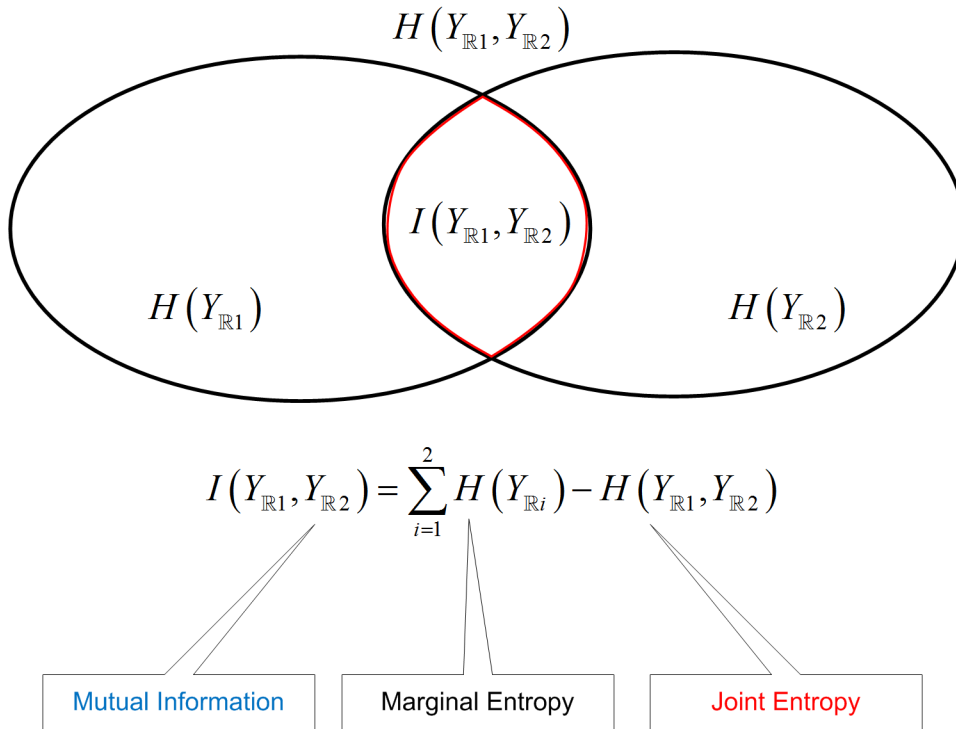 H(Y_ℝ1, Y_ℝ2)
I(Y_ℝ1, Y_ℝ2)
H(Y_ℝ1)
H(Y_ℝ2)
I(Y_ℝ1, Y_ℝ2) = ∑_{i=1}^{2} H(Y_ℝi) − H(Y_ℝ1, Y_ℝ2)
Mutual Information
Marginal Entropy
Joint Entropy